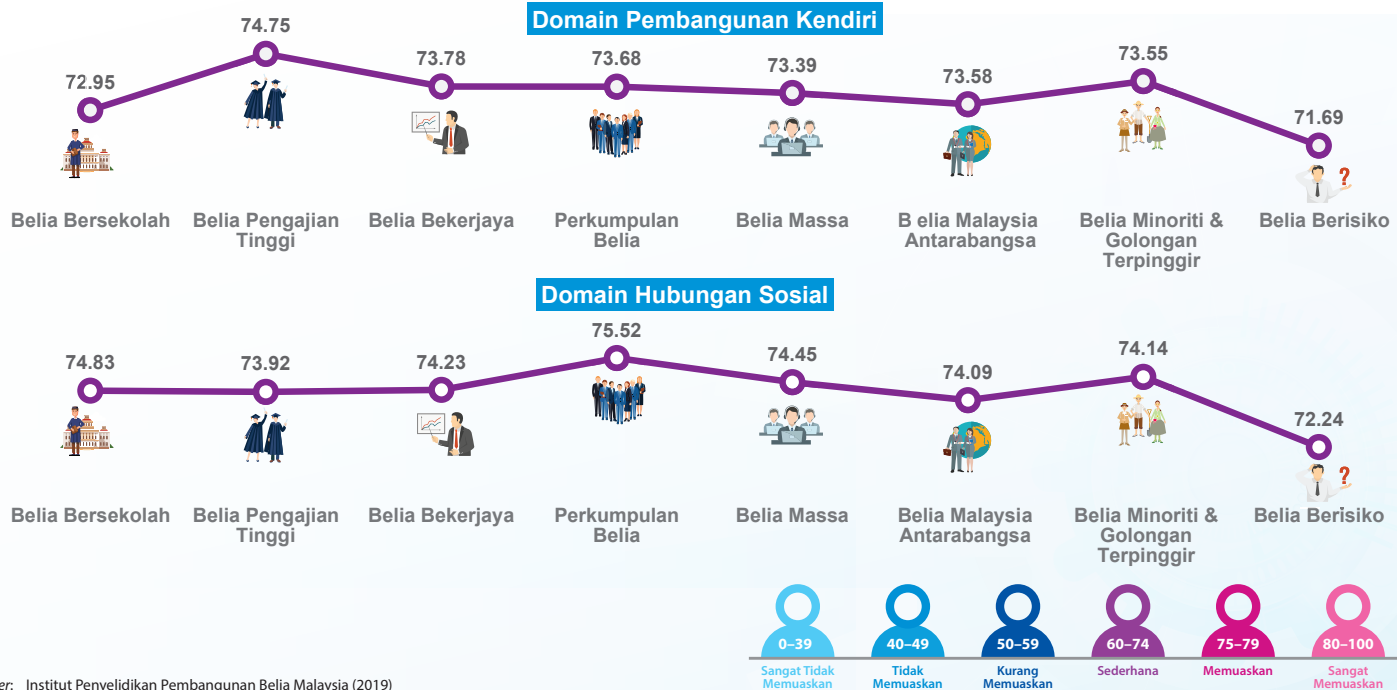 Domain Pembangunan Kendiri
72.95
74.75
73.78
73.68
73.39
73.58
73.55
71.69
?
Belia Bersekolah
Belia Pengajian
Tinggi
Belia Bekerjaya
Perkumpulan
Belia
Belia Massa
B elia Malaysia
Antarabangsa
Belia Minoriti &
Golongan
Terpinggir
Belia Berisiko
Domain Hubungan Sosial
74.83
73.92
74.23
75.52
74.45
74.09
74.14
72.24
?
Belia Bersekolah
Belia Pengajian
Tinggi
Belia Bekerjaya
Perkumpulan
Belia
Belia Massa
Belia Malaysia
Antarabangsa
Belia Minoriti &
Golongan
Terpinggir
Belia Berisiko
0–39
Sangat Tidak
Memuaskan
40–49
Tidak
Memuaskan
50–59
Kurang
Memuaskan
60–74
Sederhana
75–79
Memuaskan
80–100
Sangat
Memuaskan
er: Institut Penyelidikan Pembangunan Belia Malaysia (2019)